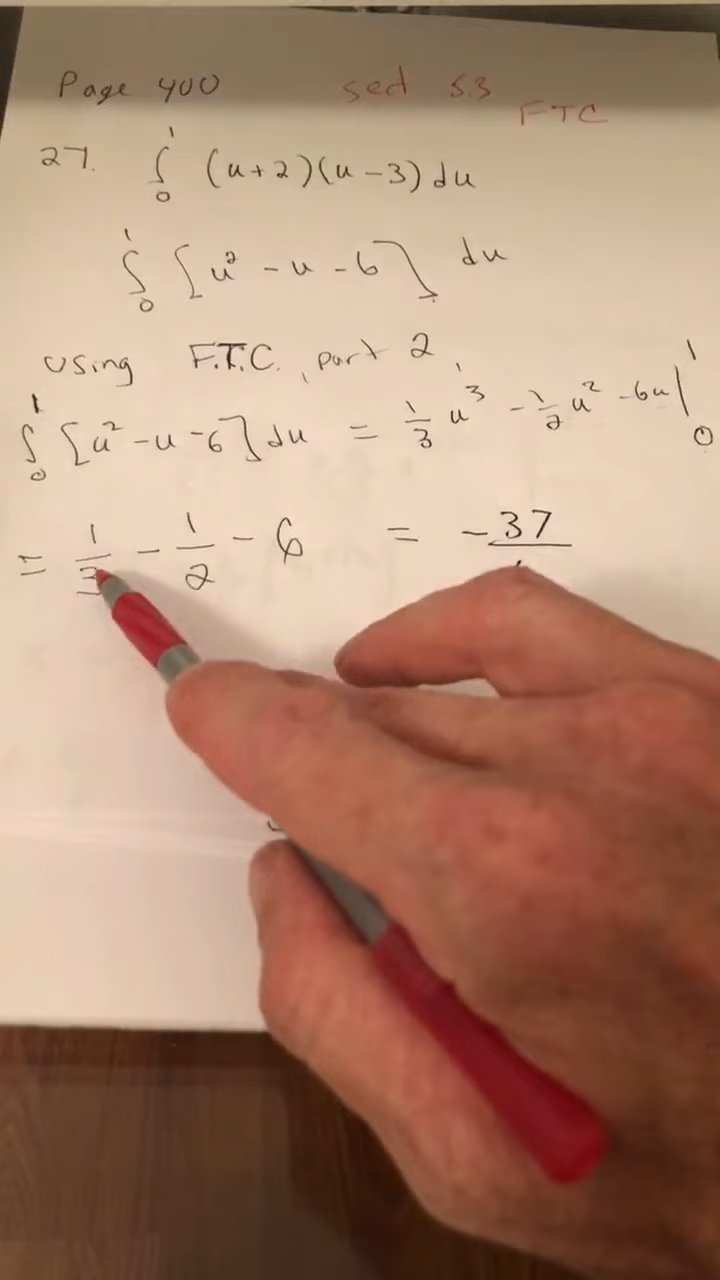 Page 400 sect 5.3
FTC
27. ∫₀¹ (u+2)(u-3) du
∫₀¹ [u² - u - 6] du
using F.T.C., part 2
∫₀¹ [u² - u - 6] du = 1/3 u³ - 1/2 u² - 6u |₀¹
= 1/3 - 1/2 - 6 = -37